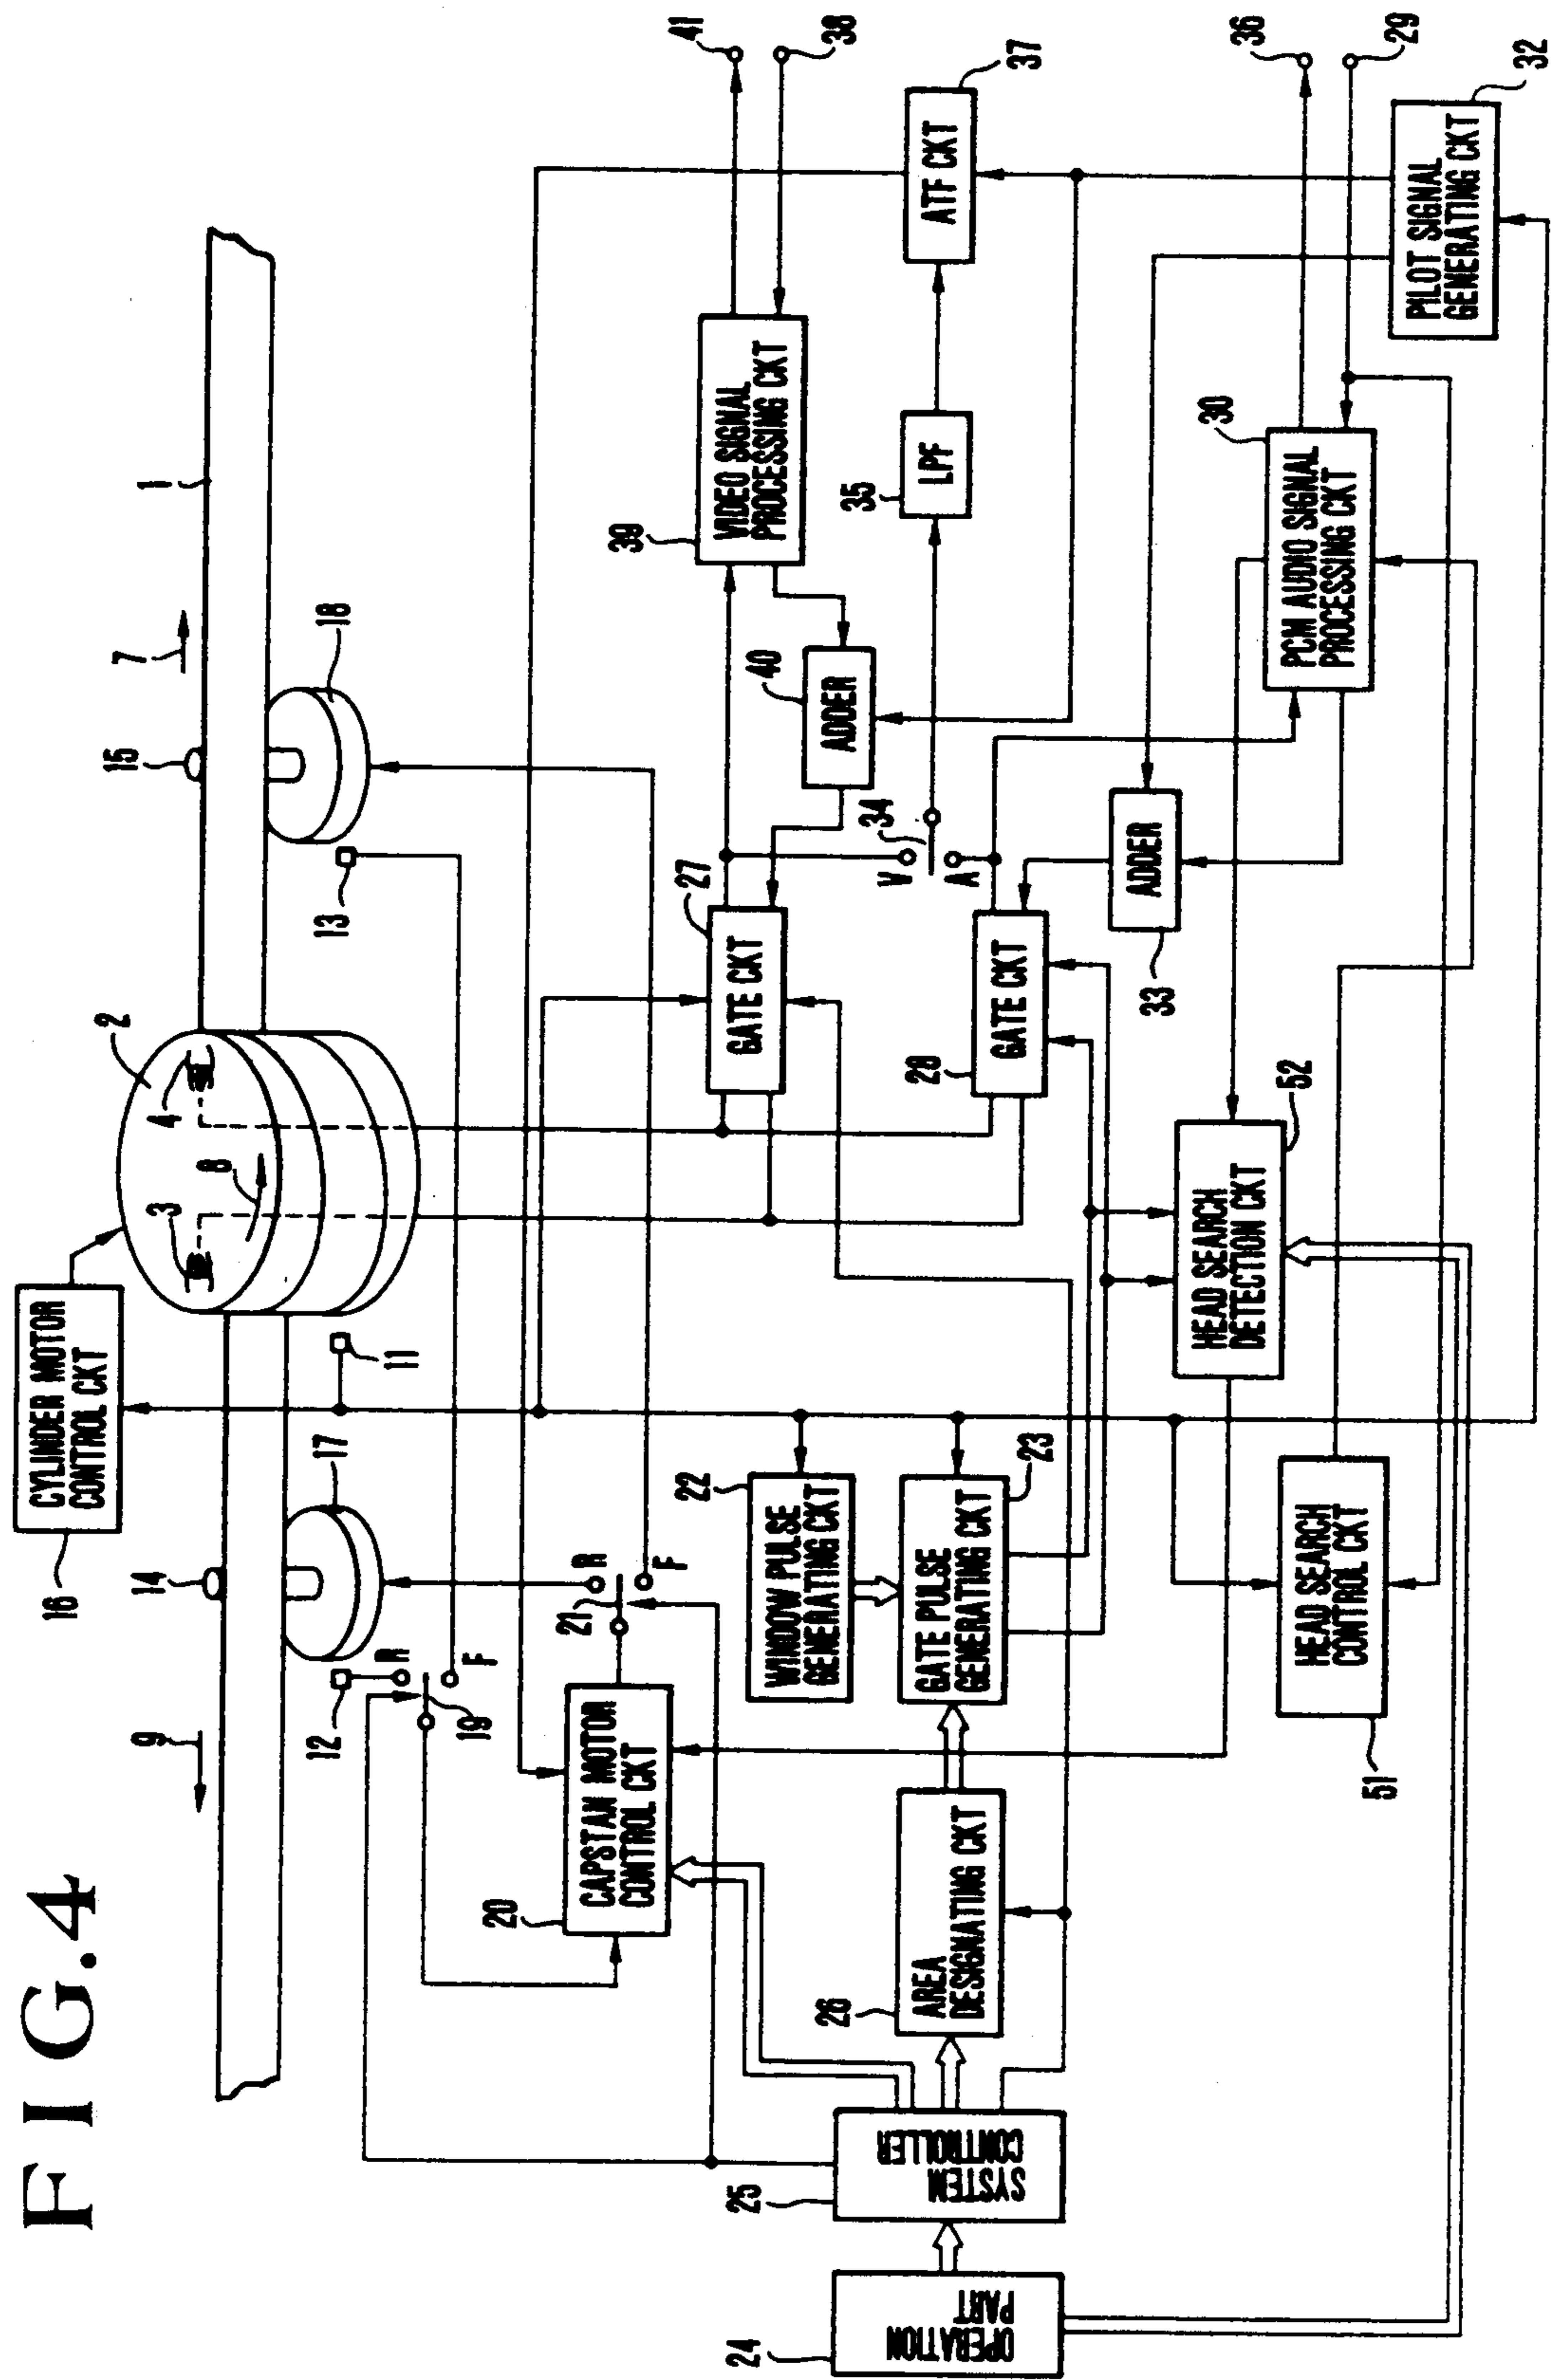 FIG.4
CYLINDER MOTOR
CONTROL CKT
16
14
17
9
12
R
F
19
11
3
8
4
2
13
15
18
7
1
20
CAPSTAN MOTOR
CONTROL CKT
21
R
F
22
WINDOW PULSE
GENERATING CKT
23
GATE PULSE
GENERATING CKT
24
OPERATION
PART
25
SYSTEM
CONTROLLER
26
AREA
DESIGNATING CKT
27
GATE CKT
28
GATE CKT
V
A
34
39
VIDEO SIGNAL
PROCESSING CKT
40
ADDER
41
38
35
LPF
37
ATF CKT
33
ADDER
30
PCM AUDIO SIGNAL
PROCESSING CKT
36
29
32
PILOT SIGNAL
GENERATING CKT
51
HEAD SEARCH
CONTROL CKT
52
HEAD SEARCH
DETECTION CKT